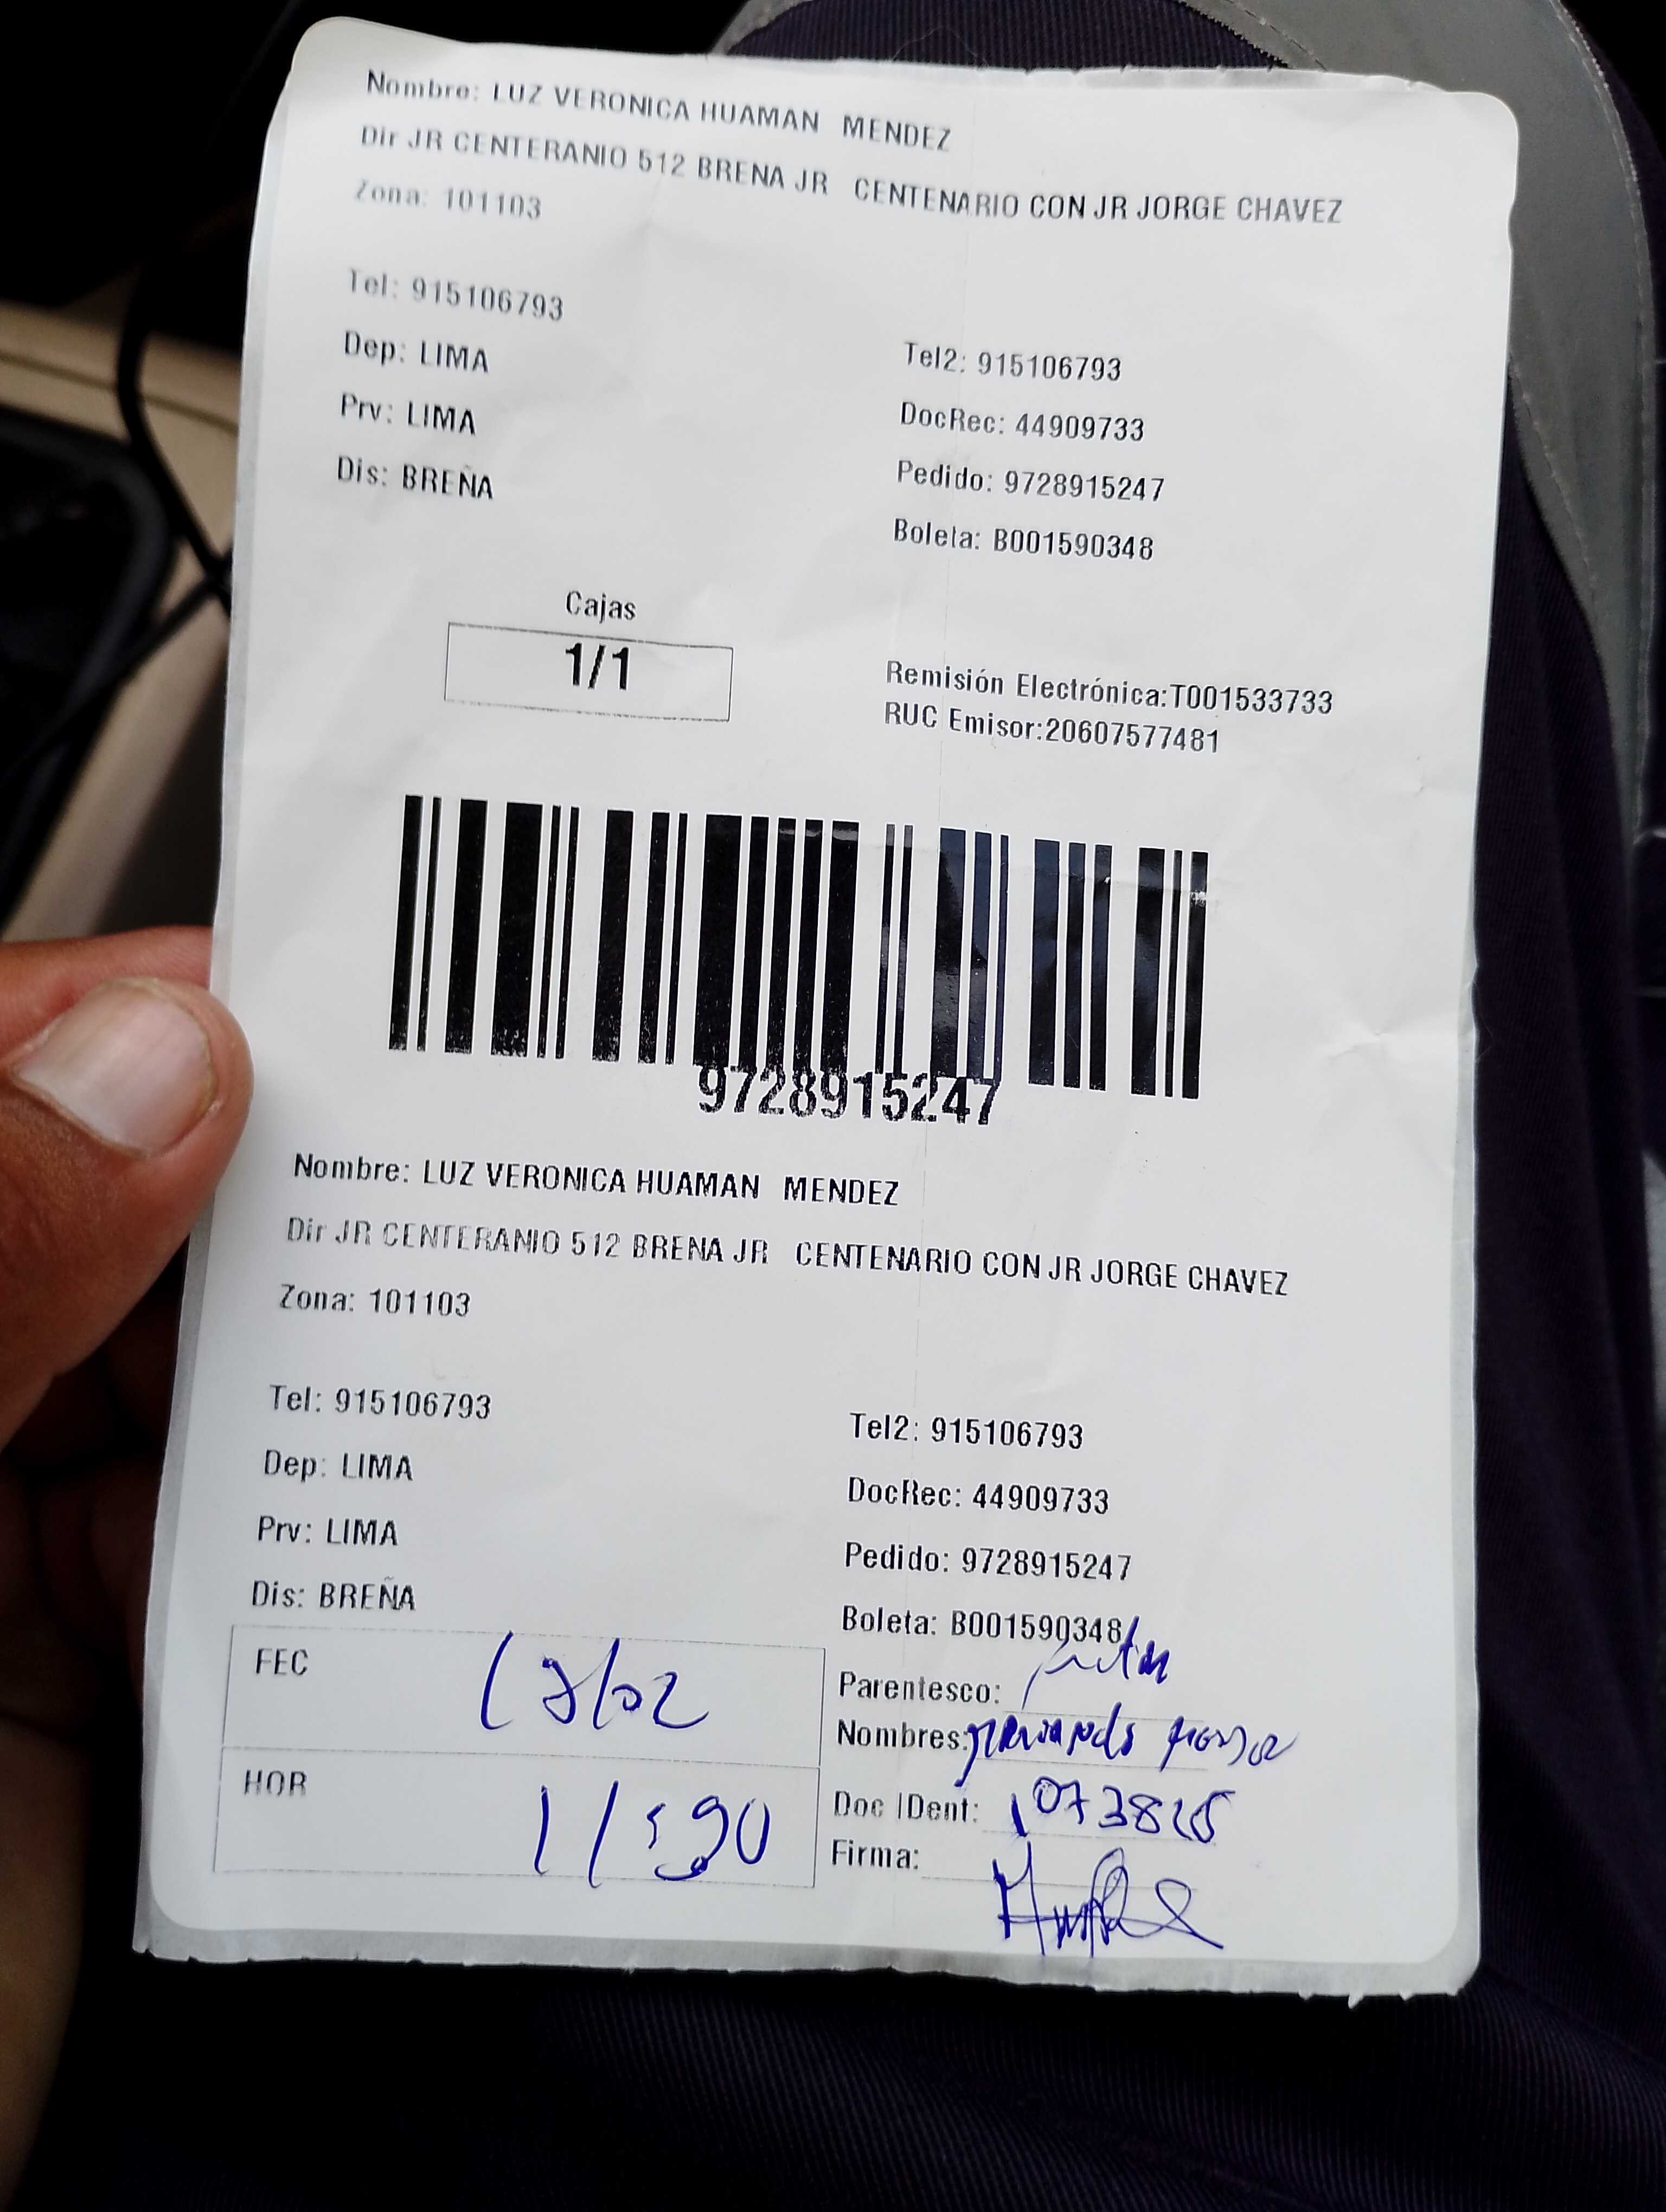 Nombre: LUZ VERONICA HUAMAN MENDEZ
Dir JR CENTERANIO 512 BRENA JR CENTENARIO CON JR JORGE CHAVEZ
Zona: 101103
Tel: 915106793
Tel2: 915106793
Dep: LIMA
DocRec: 44909733
Prv: LIMA
Pedido: 9728915247
Dis: BREÑA
Boleta: B001590348
Cajas
1/1
Remisión Electrónica:T001533733
RUC Emisor:20607577481
9728915247
Nombre: LUZ VERONICA HUAMAN MENDEZ
Dir JR CENTERANIO 512 BRENA JR CENTENARIO CON JR JORGE CHAVEZ
Zona: 101103
Tel: 915106793
Tel2: 915106793
Dep: LIMA
DocRec: 44909733
Prv: LIMA
Pedido: 9728915247
Dis: BREÑA
Boleta: B001590348
FEC
Parentesco:
Nombres:
HOR
Doc IDent:
Firma: